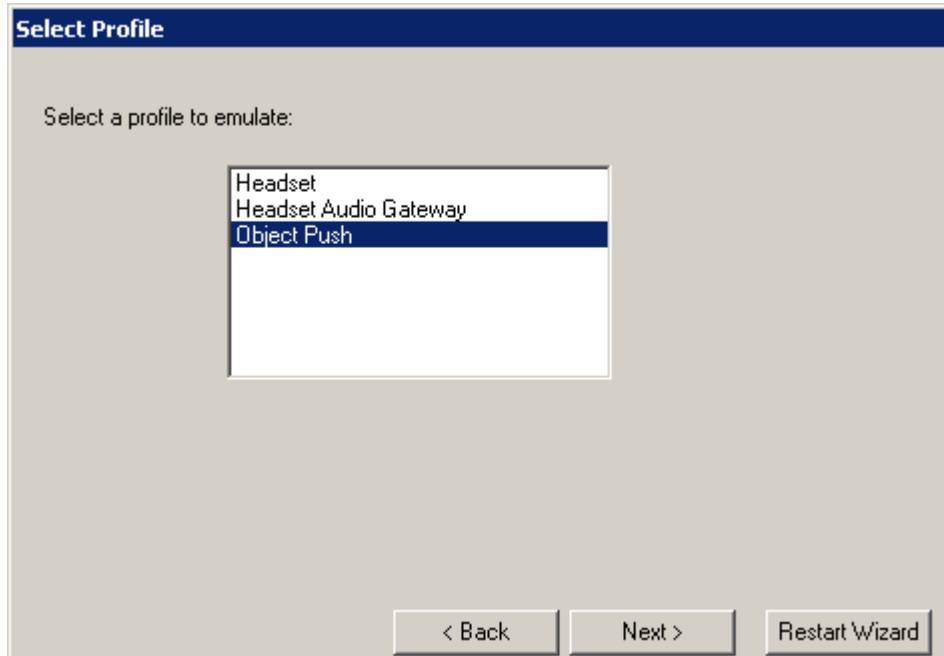 Select Profile
Select a profile to emulate:
Headset
Headset Audio Gateway
Object Push
< Back Next > Restart Wizard